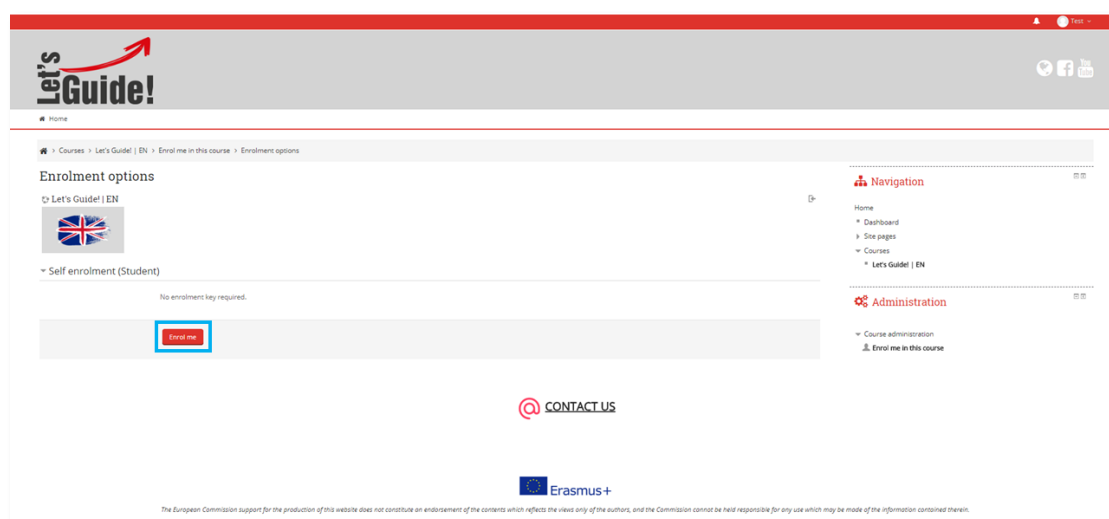 Test
Let's
Guide!
You
Tube
Home
Courses > Let's Guide! | EN > Enrol me in this course > Enrolment options
Enrolment options
Let's Guide! | EN
Self enrolment (Student)
No enrolment key required.
Enrol me
Navigation
Home
Dashboard
Site pages
Courses
Let's Guide! | EN
Administration
Course administration
Enrol me in this course
@ CONTACT US
Erasmus+
The European Commission support for the production of this website does not constitute an endorsement of the contents which reflects the views only of the authors, and the Commission cannot be held responsible for any use which may be made of the information contained therein.